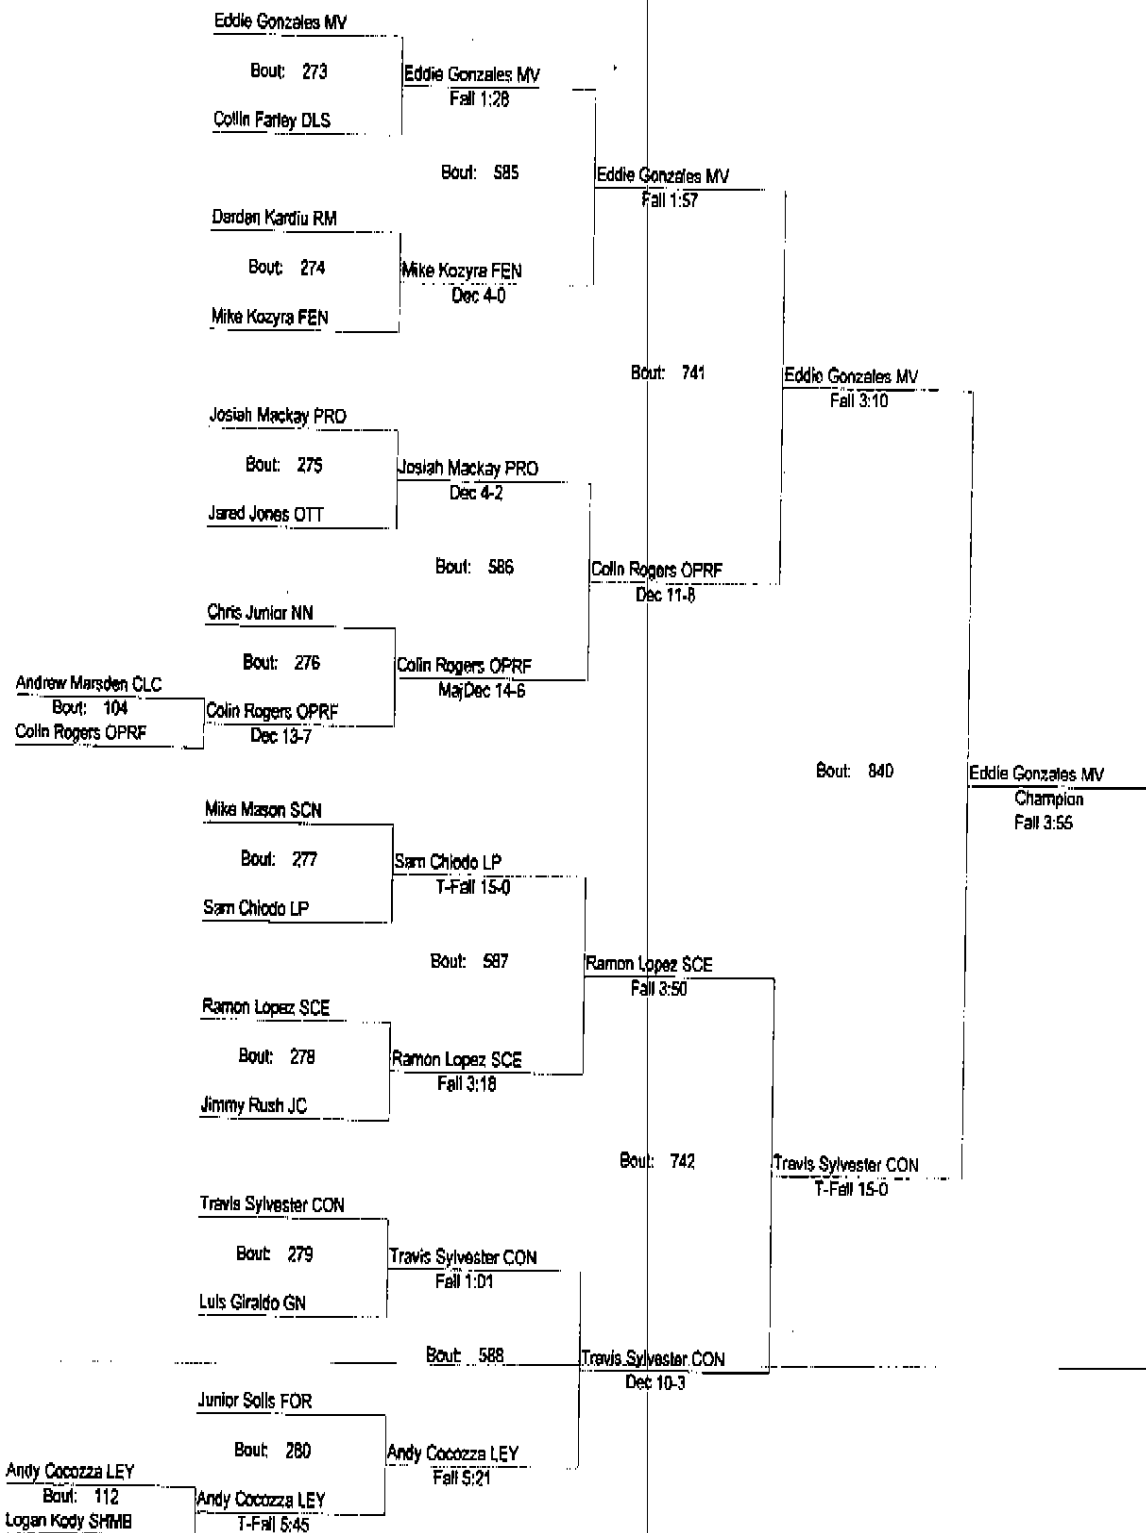 Eddie Gonzales MV
Bout: 273
Eddie Gonzales MV
Fall 1:28
Collin Farley DLS
Bout: 585
Eddie Gonzales MV
Fall 1:57
Dardan Kardiu RM
Bout: 274
Mike Kozyra FEN
Dec 4-0
Mike Kozyra FEN
Bout: 741
Eddie Gonzales MV
Fall 3:10
Josiah Mackay PRO
Bout: 275
Josiah Mackay PRO
Dec 4-2
Jared Jones OTT
Bout: 586
Colin Rogers OPRF
Dec 11-8
Chris Junior NN
Bout: 276
Colin Rogers OPRF
MajDec 14-6
Andrew Marsden CLC
Bout: 104
Colin Rogers OPRF
Dec 13-7
Colin Rogers OPRF
Bout: 840
Eddie Gonzales MV
Champion
Fall 3:55
Mike Mason SCN
Bout: 277
Sam Chiodo LP
T-Fall 15-0
Sam Chiodo LP
Bout: 587
Ramon Lopez SCE
Fall 3:50
Ramon Lopez SCE
Bout: 278
Ramon Lopez SCE
Fall 3:18
Jimmy Rush JC
Bout: 742
Travis Sylvester CON
T-Fall 15-0
Travis Sylvester CON
Bout: 279
Travis Sylvester CON
Fall 1:01
Luis Giraldo GN
Bout: 588
Travis Sylvester CON
Dec 10-3
Junior Solis FOR
Bout: 280
Andy Cocozza LEY
Fall 5:21
Andy Cocozza LEY
Bout: 112
Andy Cocozza LEY
T-Fall 5:45
Logan Kody SHMB